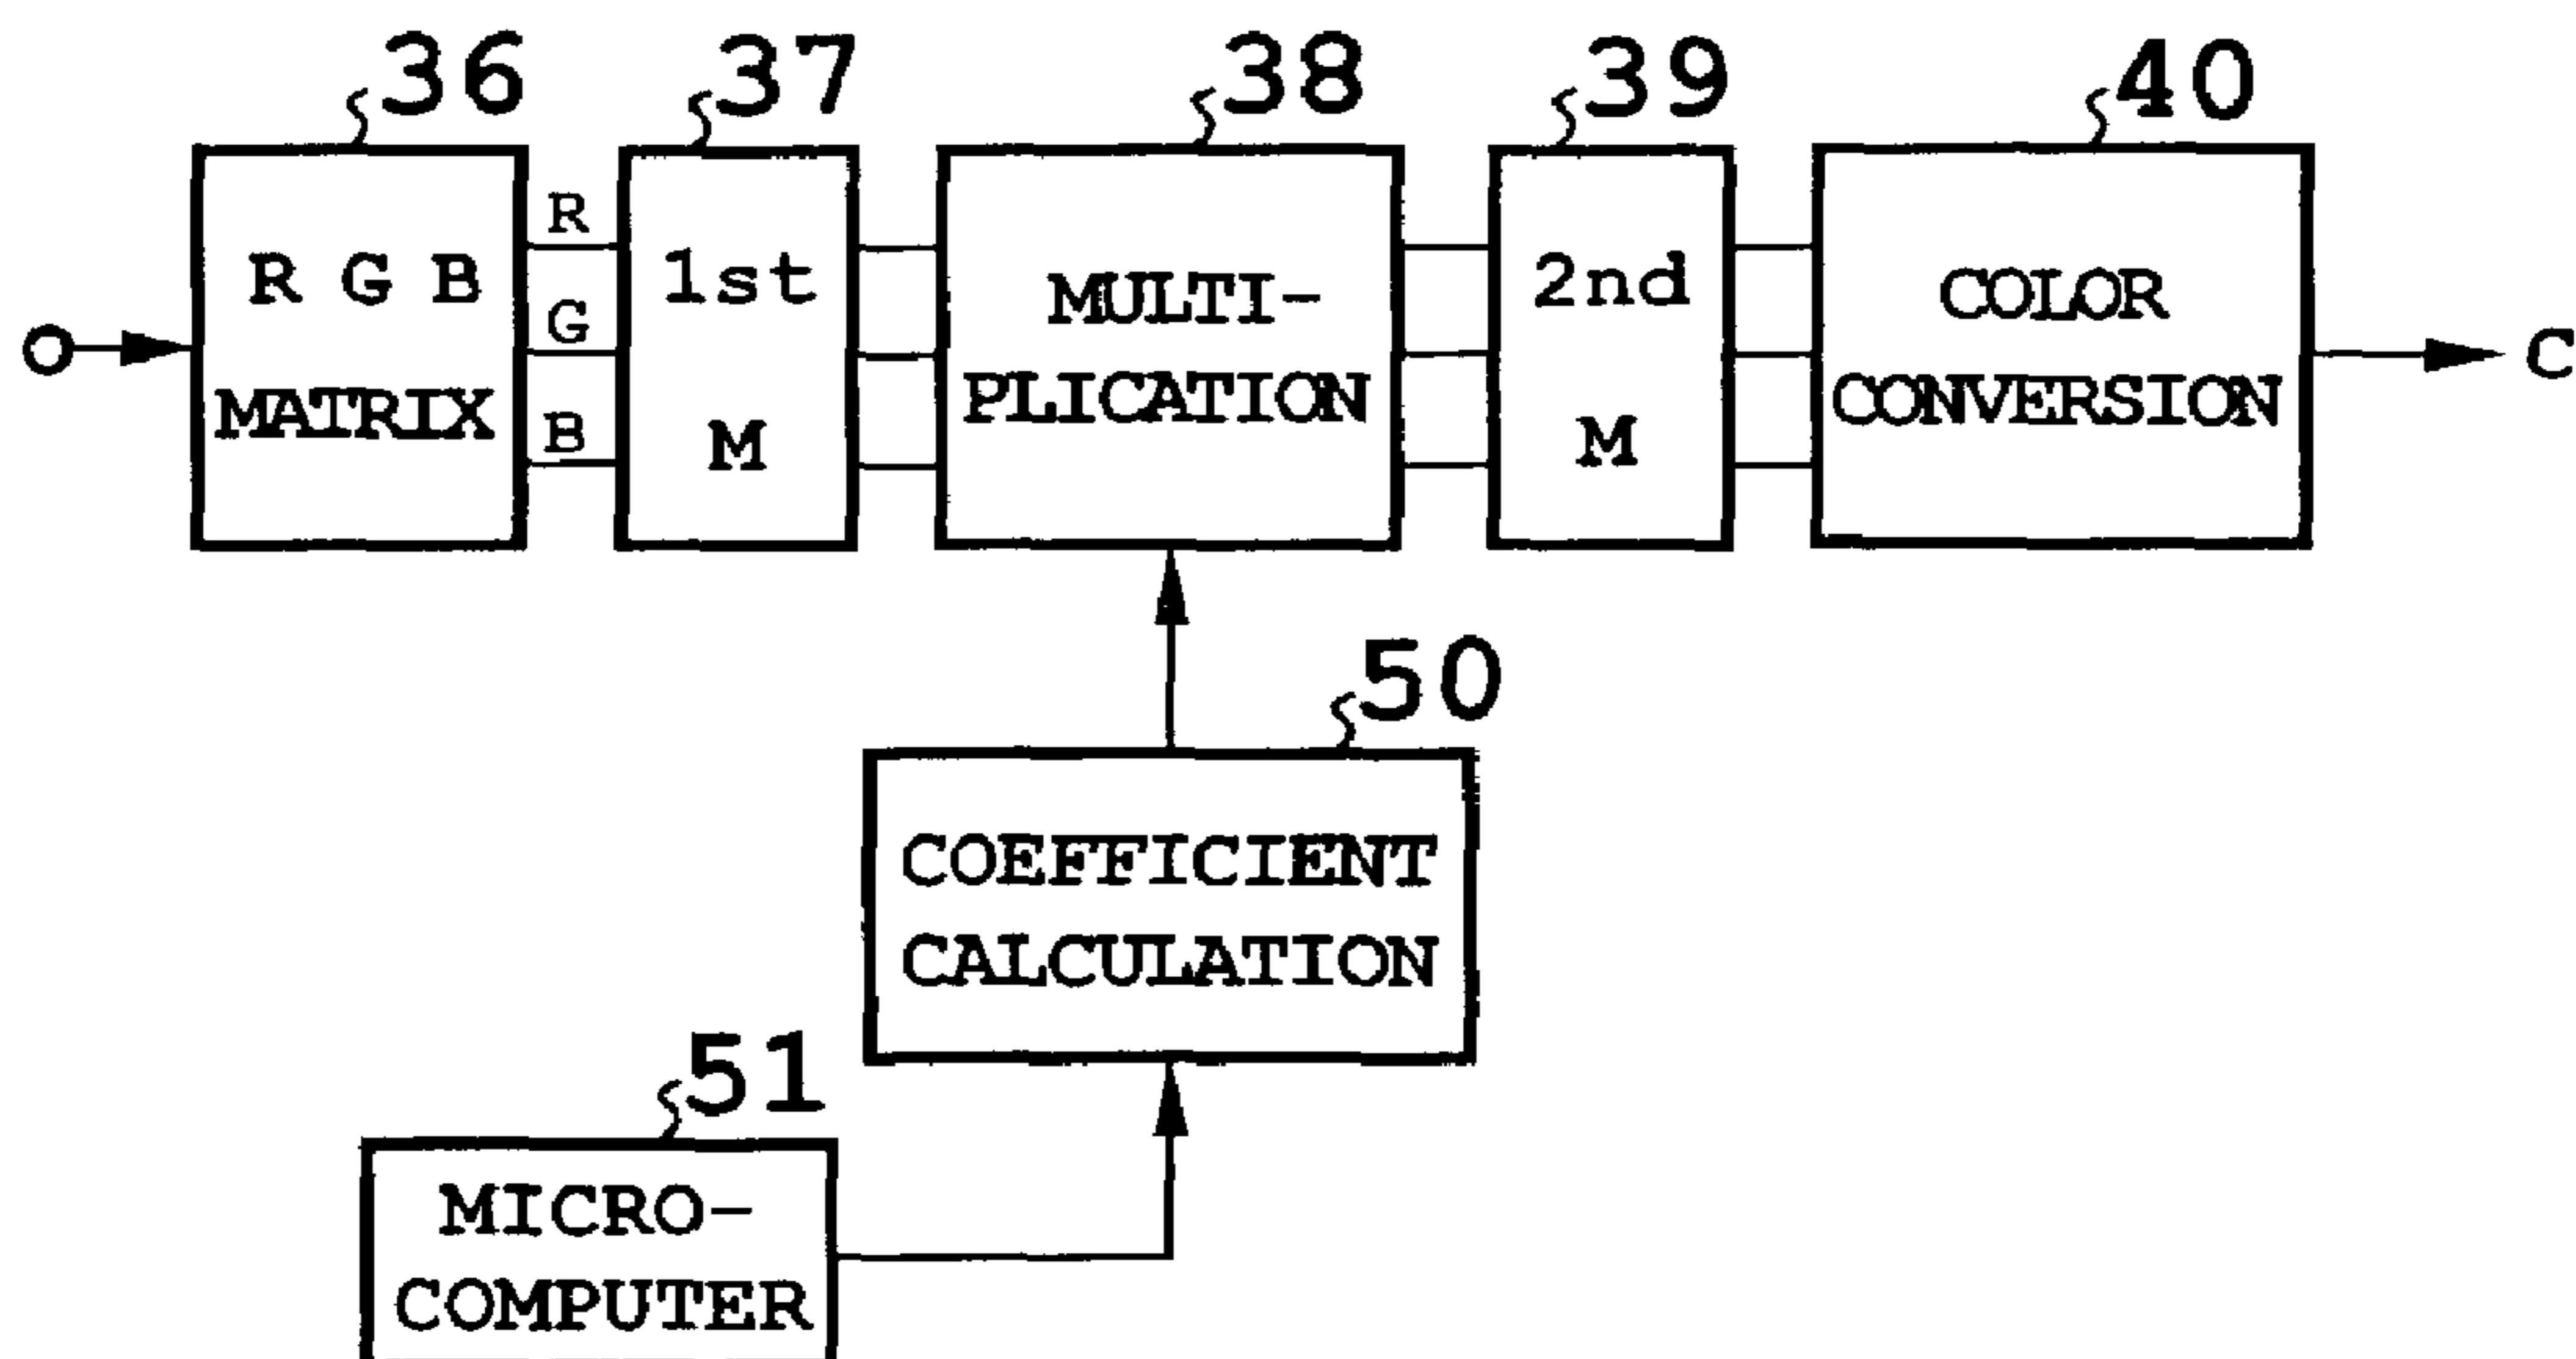 36
37
38
39
40
R G B
MATRIX
R
G
B
1st
M
MULTI-
PLICATION
2nd
M
COLOR
CONVERSION
C
50
COEFFICIENT
CALCULATION
51
MICRO-
COMPUTER